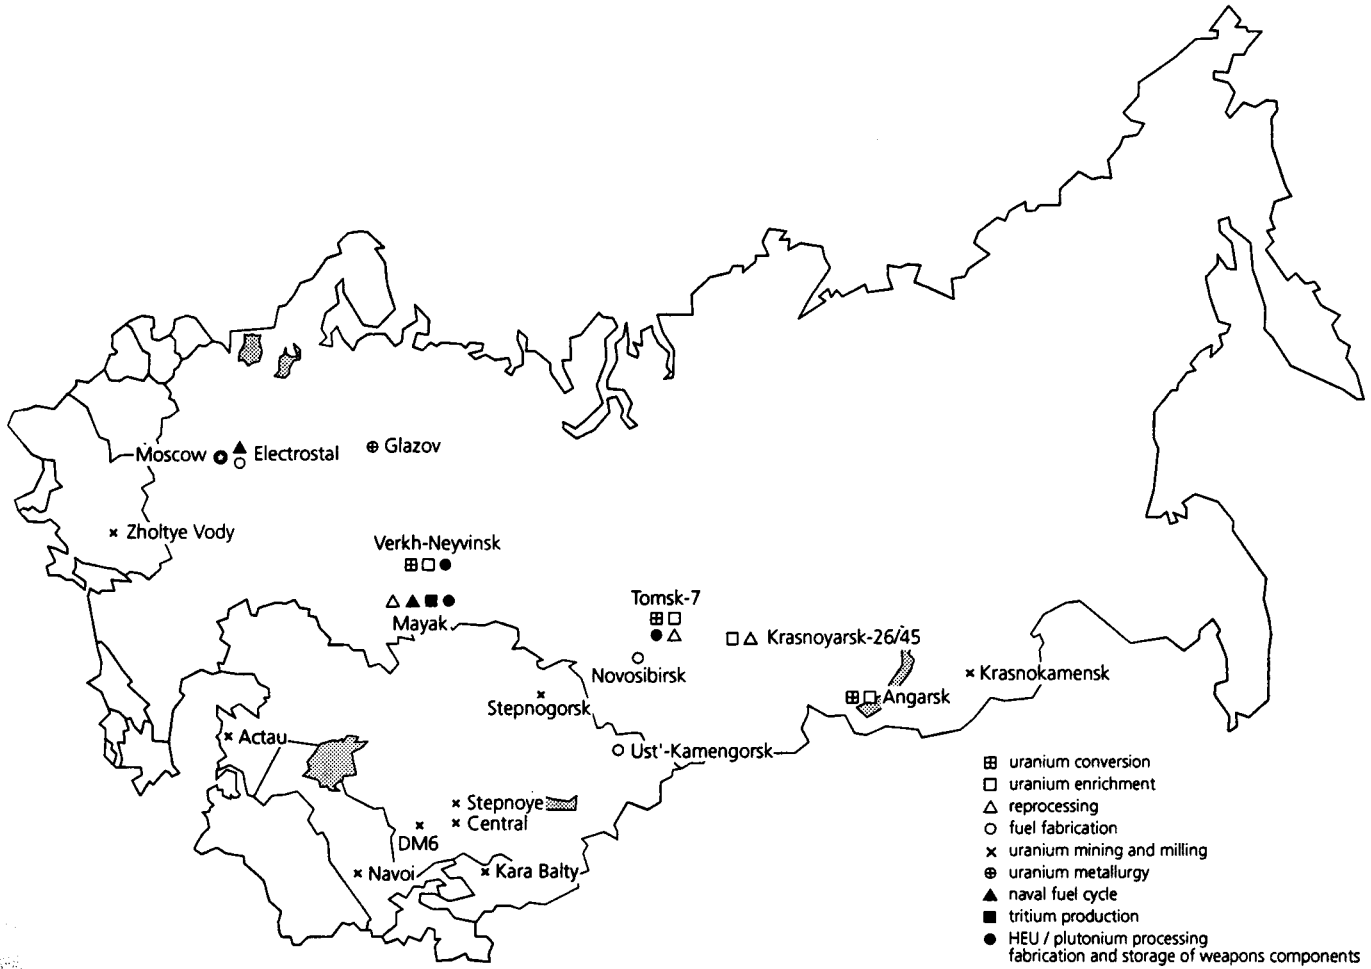 Moscow
Electrostal
Glazov
Zholtye Vody
Verkh-Neyvinsk
Mayak
Tomsk-7
Krasnoyarsk-26/45
Novosibirsk
Krasnokamensk
Stepnogorsk
Angarsk
Actau
Ust'-Kamengorsk
Stepnoye
Central
DM6
Navoi
Kara Balty
uranium conversion
uranium enrichment
reprocessing
fuel fabrication
uranium mining and milling
uranium metallurgy
naval fuel cycle
tritium production
HEU / plutonium processing
fabrication and storage of weapons components